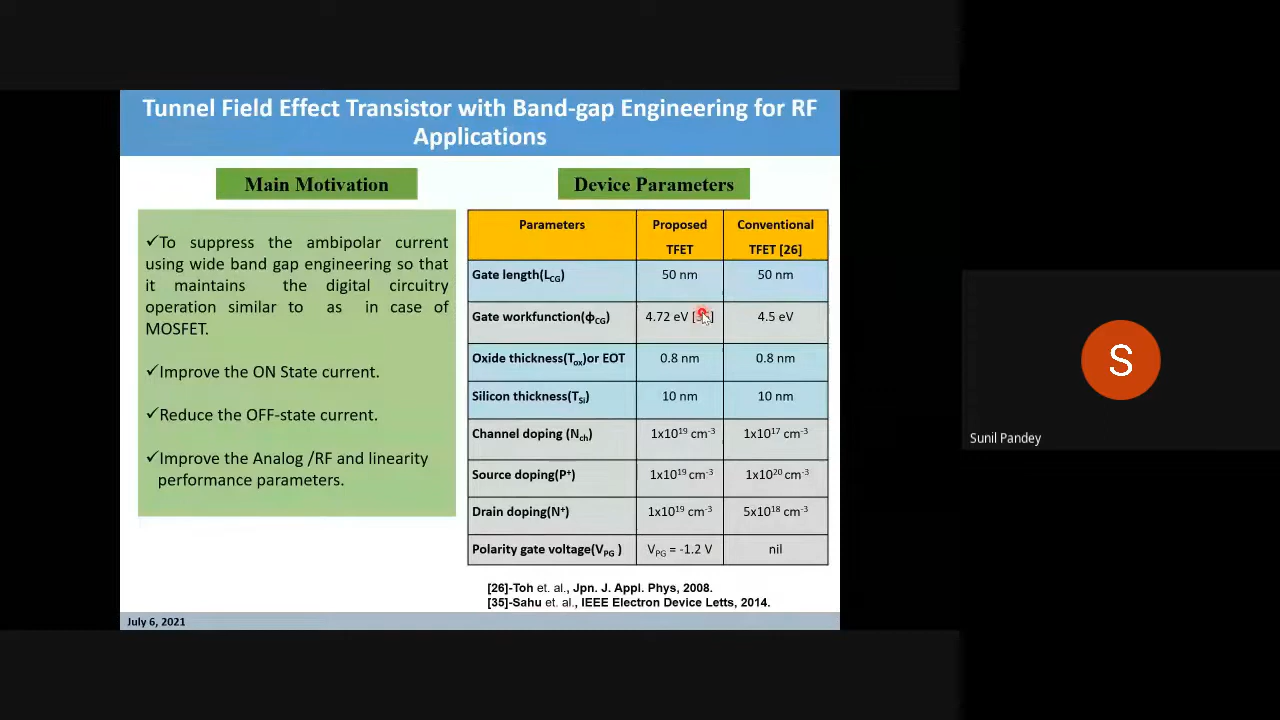 Tunnel Field Effect Transistor with Band-gap Engineering for RF
Applications
Main Motivation
✓To suppress the ambipolar current
using wide band gap engineering so that
it maintains the digital circuitry
operation similar to as in case of
MOSFET.
✓Improve the ON State current.
✓Reduce the OFF-state current.
✓Improve the Analog /RF and linearity
performance parameters.
Device Parameters
Parameters Proposed TFET Conventional TFET [26]
Gate length(L_CG) 50 nm 50 nm
Gate workfunction(ϕ_CG) 4.72 eV 4.5 eV
Oxide thickness(T_ox)or EOT 0.8 nm 0.8 nm
Silicon thickness(T_Si) 10 nm 10 nm
Channel doping (N_ch) 1x10¹⁹ cm⁻³ 1x10¹⁷ cm⁻³
Source doping(P⁺) 1x10¹⁹ cm⁻³ 1x10²⁰ cm⁻³
Drain doping(N⁺) 1x10¹⁹ cm⁻³ 5x10¹⁸ cm⁻³
Polarity gate voltage(V_PG ) V_PG = -1.2 V nil
[26]-Toh et. al., Jpn. J. Appl. Phys, 2008.
[35]-Sahu et. al., IEEE Electron Device Letts, 2014.
July 6, 2021
S
Sunil Pandey